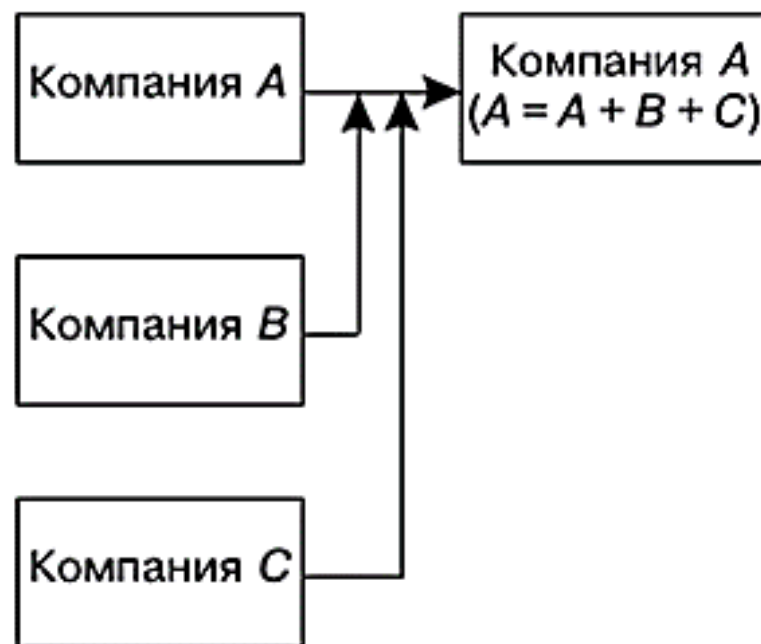 Компания A
Компания A
(A = A + B + C)
Компания B
Компания C